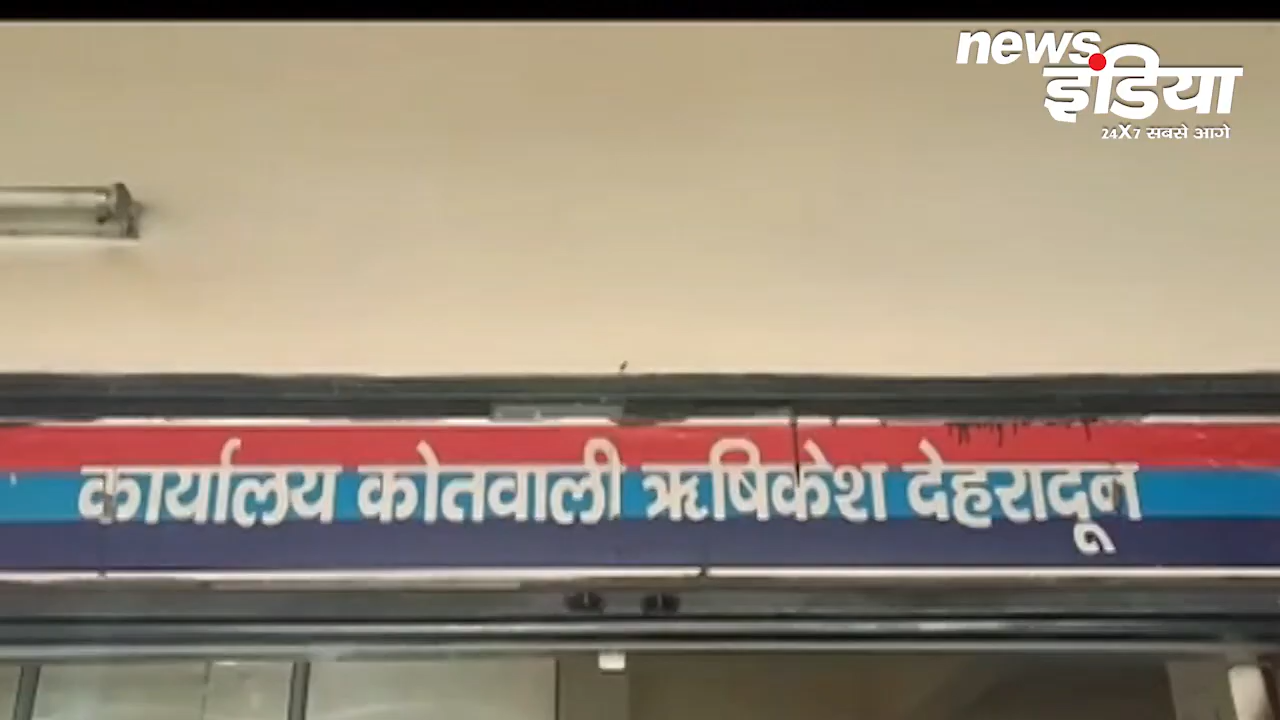 news
इंडिया
24X7 सबसे आगे
कार्यालय कोतवाली ऋषिकेश देहरादून